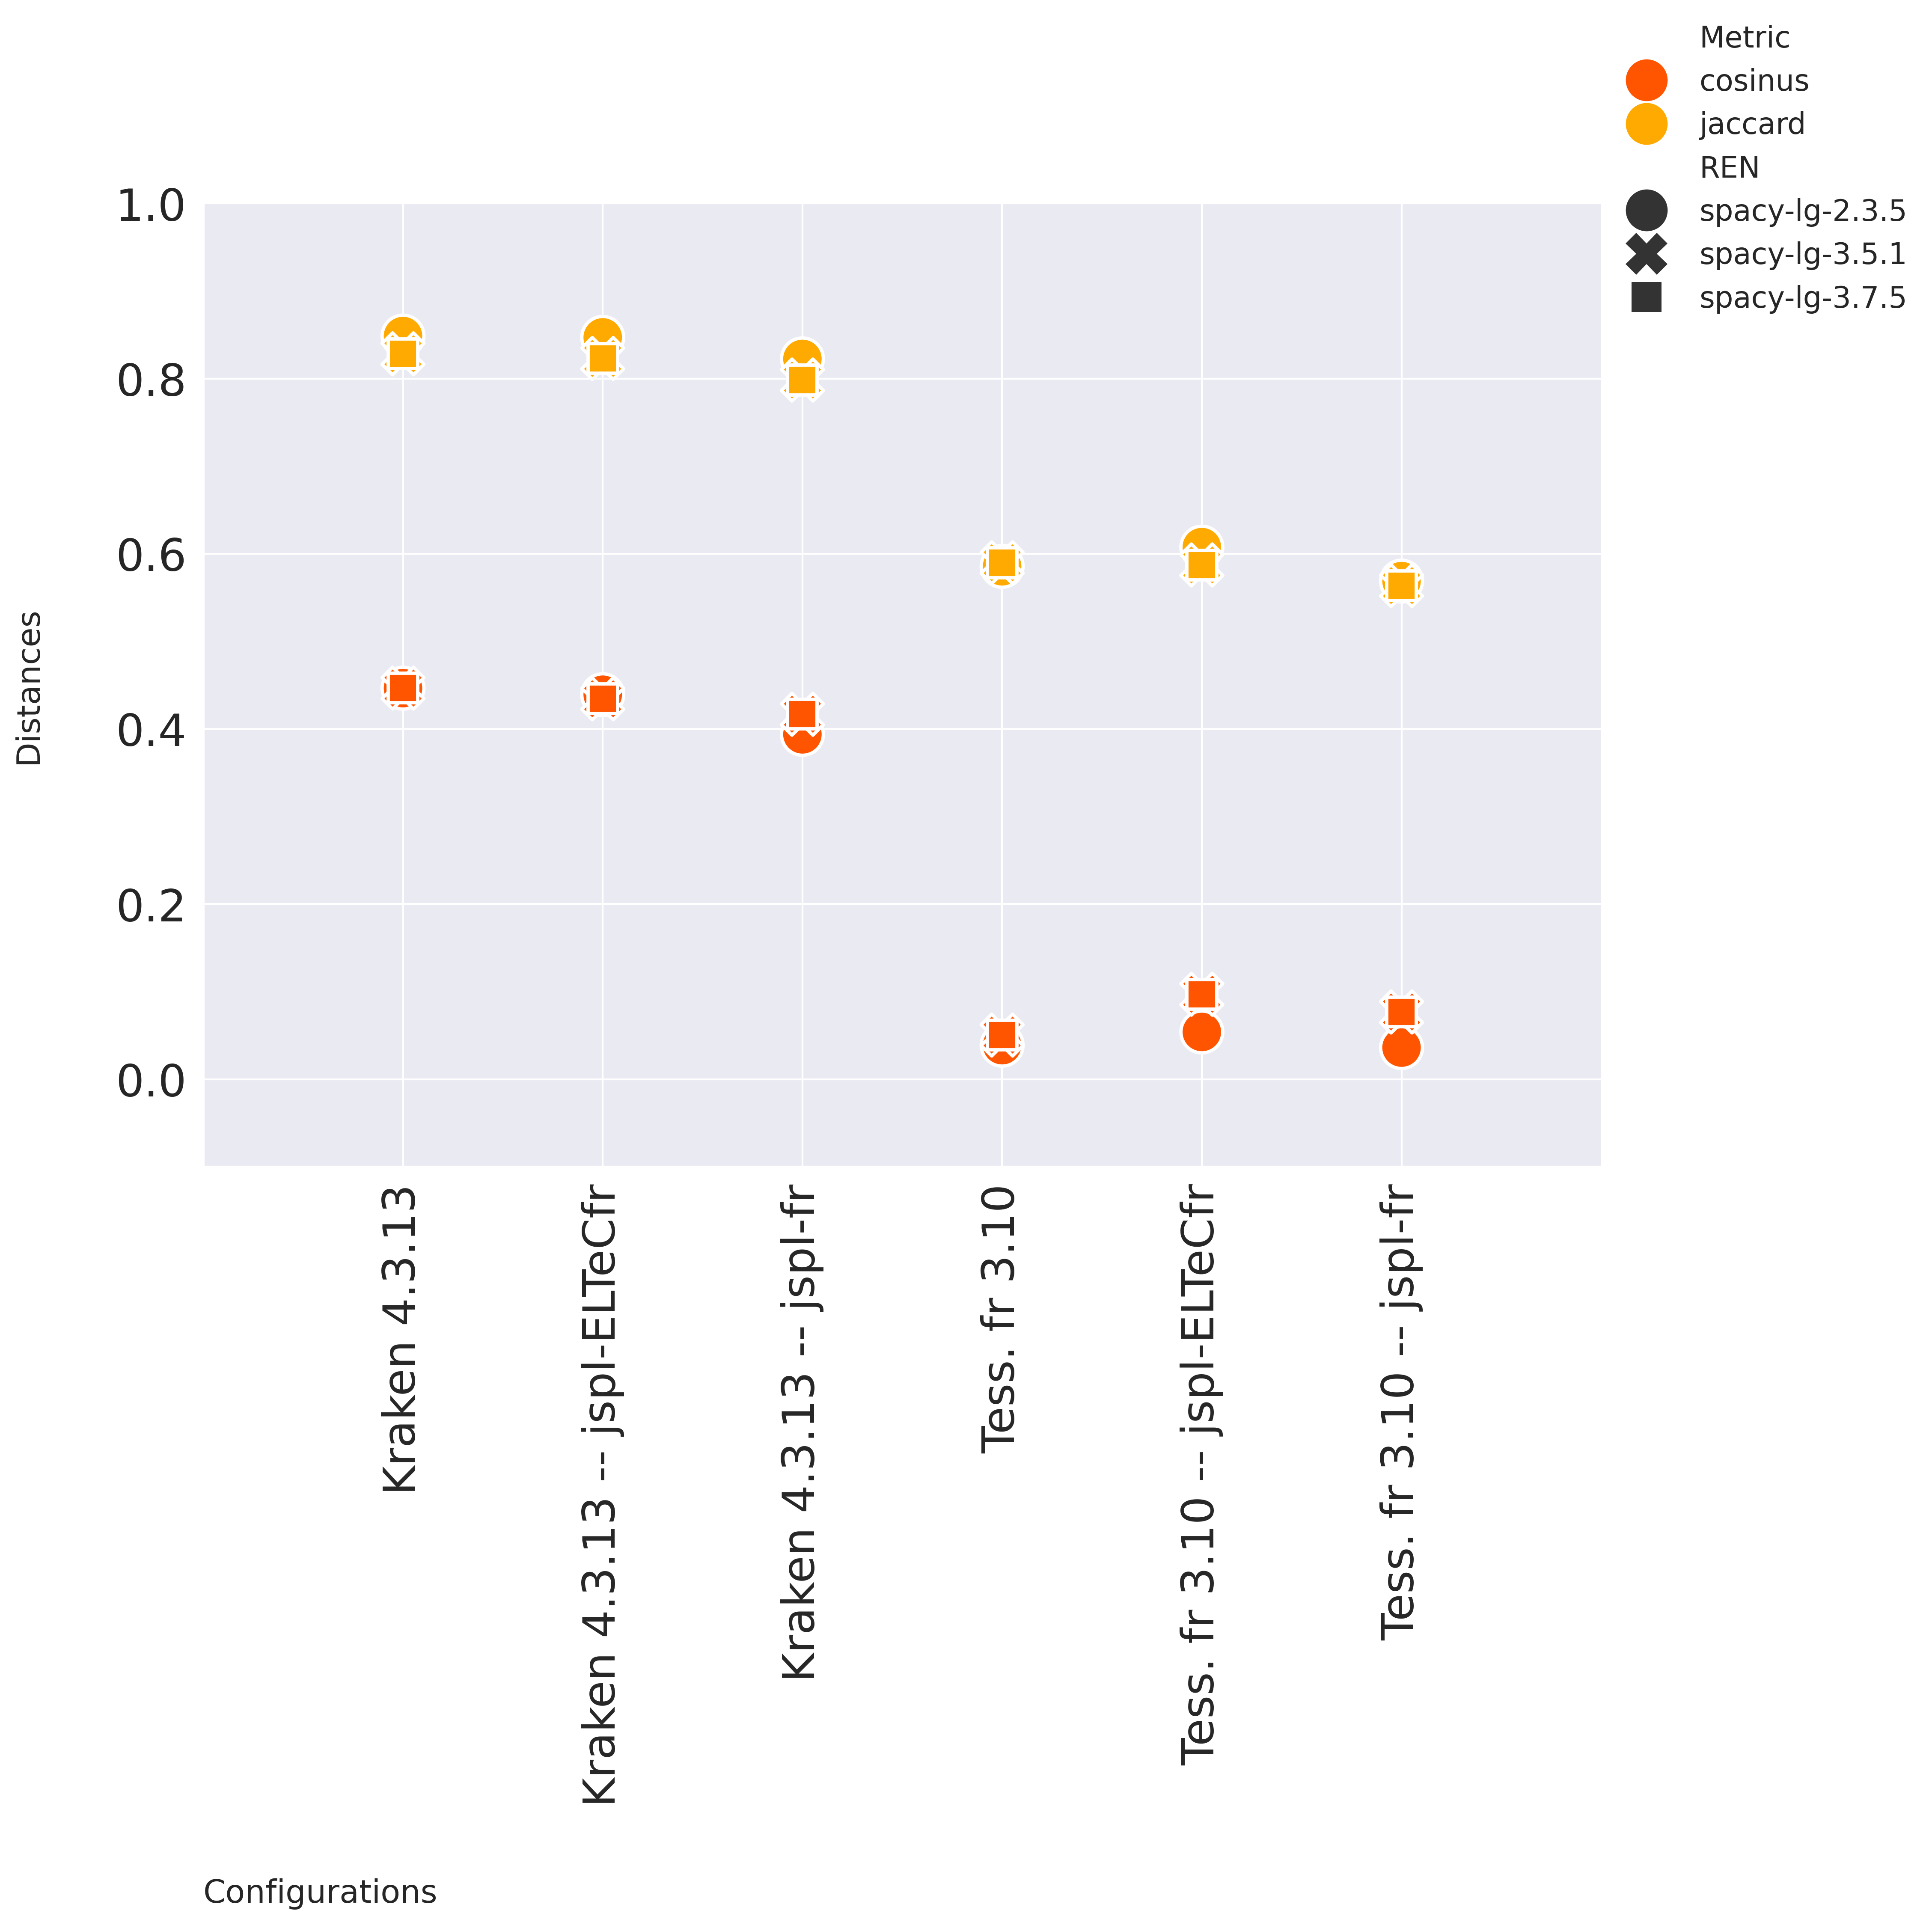 Metric
cosinus
jaccard
REN
spacy-lg-2.3.5
spacy-lg-3.5.1
spacy-lg-3.7.5
1.0
0.8
0.6
0.4
0.2
0.0
Distances
Kraken 4.3.13
Kraken 4.3.13 -- jspl-ELTeCfr
Kraken 4.3.13 -- jspl-fr
Tess. fr 3.10
Tess. fr 3.10 -- jspl-ELTeCfr
Tess. fr 3.10 -- jspl-fr
Configurations